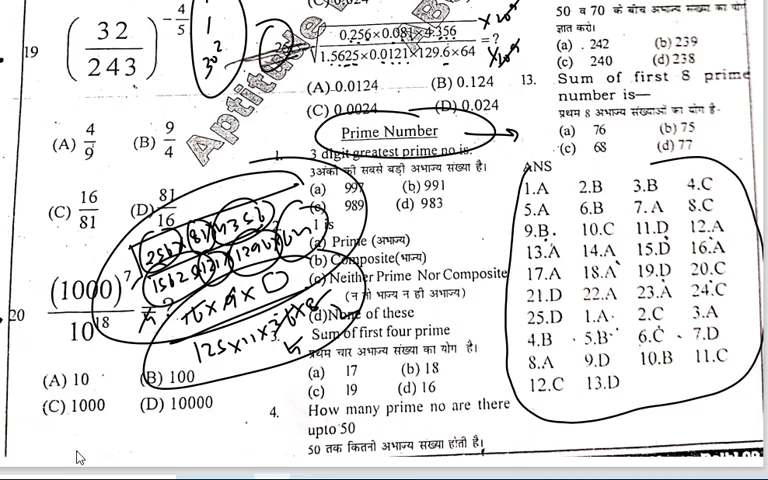 19
(32/243)^(-4/5)
(A) 4/9 (B) 9/4
(C) 16/81 (D) 81/16
20
(1000)^7 / 10^18 = ?
(A) 10 (B) 100
(C) 1000 (D) 10000
√(0.256×0.081×4.356 / 1.5625×0.0121×129.6×64) = ?
(A) 0.0124 (B) 0.124
(C) 0.0024 (D) 0.024
Prime Number
1. 3 digit greatest prime no is.
3अंकों की सबसे बड़ी अभाज्य संख्या है।
(a) 997 (b) 991
(c) 989 (d) 983
1 is
(a) Prime (अभाज्य)
(b) Composite(भाज्य)
(c) Neither Prime Nor Composite
(न तो भाज्य न ही अभाज्य)
(d)None of these
3. Sum of first four prime
प्रथम चार अभाज्य संख्या का योग है।
(a) 17 (b) 18
(c) 19 (d) 16
4. How many prime no are there
upto 50
50 तक कितनी अभाज्य संख्या होती है।
50 व 70 के बीच अभाज्य संख्या का योग
ज्ञात करो।
(a) . 242 (b) 239
(c) 240 (d) 238
13. Sum of first 8 prime
number is—
प्रथम 8 अभाज्य संख्याओं का योग है-
(a) 76 (b) 75
(c) 68 (d) 77
ANS
1.A 2.B 3.B 4.C
5.A 6.B 7.A 8.C
9.B. 10.C 11.D 12.A
13.A 14.A 15.D 16.A
17.A 18.A 19.D 20.C
21.D 22.A 23.A 24.C
25.D 1.A 2.C 3.A
4.B 5.B 6.C 7.D
8.A 9.D 10.B 11.C
12.C 13.D